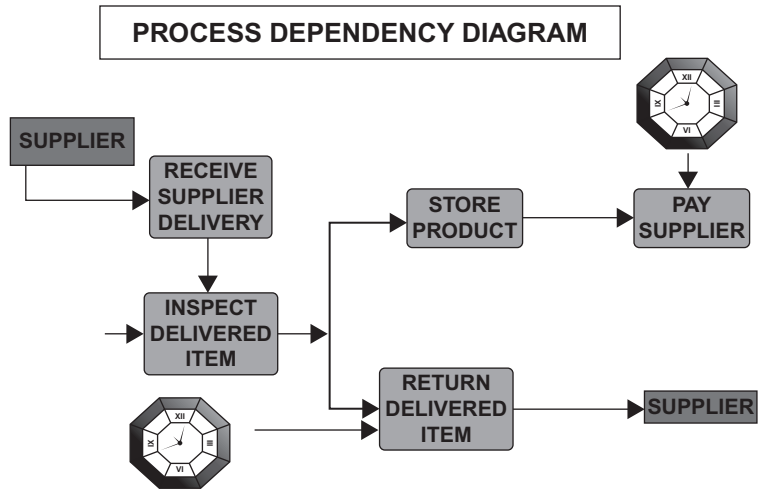 PROCESS DEPENDENCY DIAGRAM
XII
III
VI
IX
SUPPLIER
RECEIVE
SUPPLIER
DELIVERY
STORE
PRODUCT
PAY
SUPPLIER
INSPECT
DELIVERED
ITEM
RETURN
DELIVERED
ITEM
SUPPLIER
XII
III
VI
IX